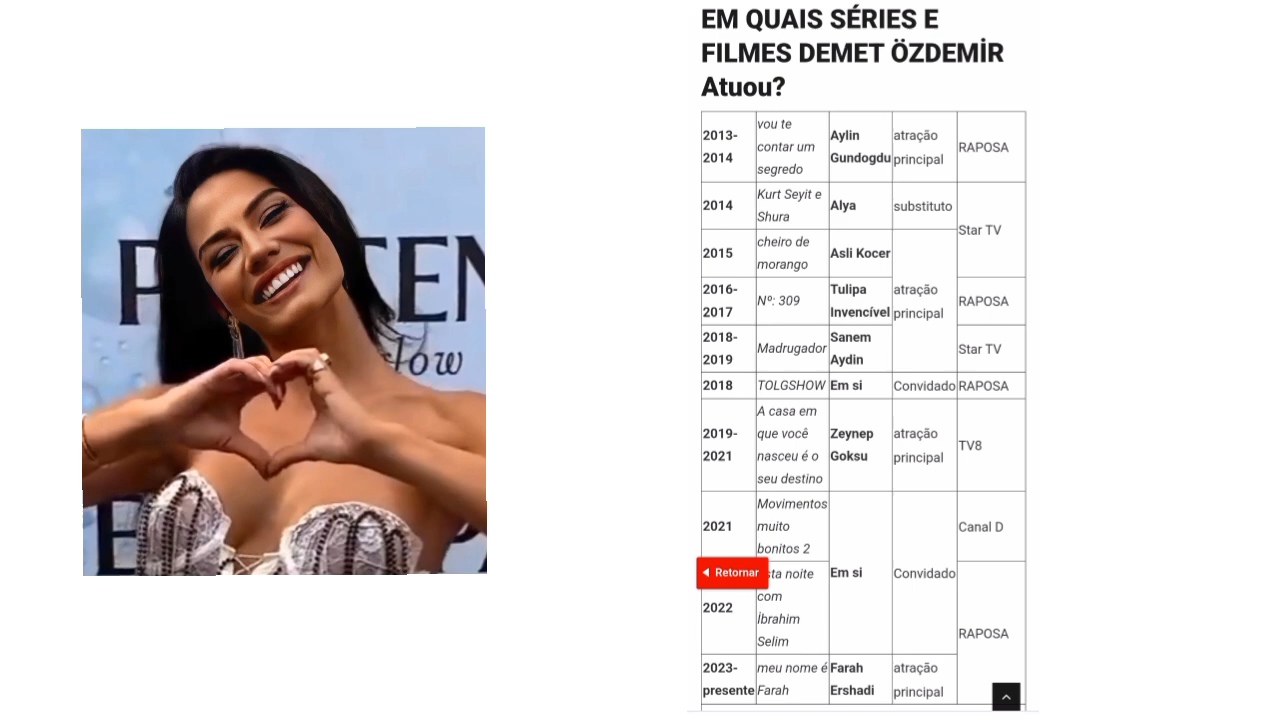 EM QUAIS SÉRIES E
FILMES DEMET ÖZDEMİR
Atuou?
2013-
2014
vou te
contar um
segredo
Aylin
Gundogdu
atração
principal
RAPOSA
2014
Kurt Seyit e
Shura
Alya
substituto
Star TV
2015
cheiro de
morango
Asli Kocer
atração
principal
2016-
2017
Nº: 309
Tulipa
Invencível
RAPOSA
2018-
2019
Madrugador
Sanem
Aydin
Star TV
2018
TOLGSHOW
Em si
Convidado
RAPOSA
2019-
2021
A casa em
que você
nasceu é o
seu destino
Zeynep
Goksu
atração
principal
TV8
2021
Movimentos
muito
bonitos 2
Em si
Convidado
Canal D
Retornar
2022
noite
com
İbrahim
Selim
RAPOSA
2023-
presente
meu nome é
Farah
Farah
Ershadi
atração
principal
low